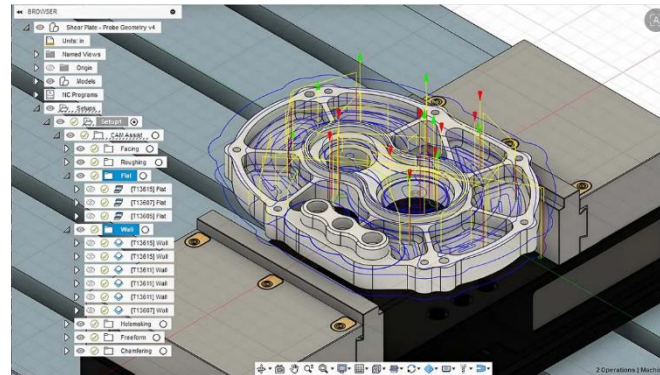 BROWSER
Shear Plate - Probe Geometry v4
Units: in
Named Views
Origin
Models
NC Programs
Setups
Setup1
CAM Assist
Facing
Roughing
Flat
[T13615] Flat
[T13607] Flat
[T13605] Flat
Wall
[T13615] Wall
[T13615] Wall
[T13611] Wall
[T13611] Wall
[T13611] Wall
[T13607] Wall
Holemaking
Freeform
Chamfering
2 Operations | Machin